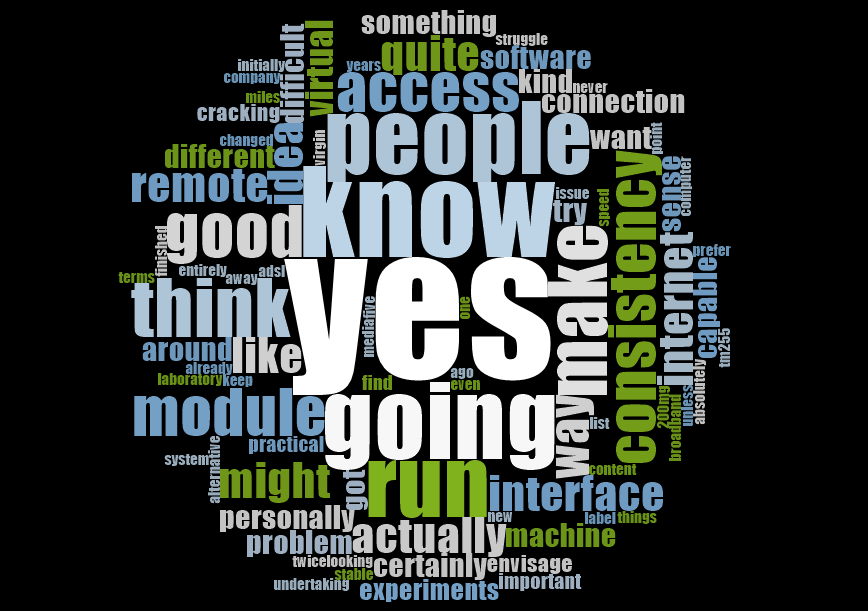 something
struggle
difficult
virtual
quite
software
initially
years
company
access
kind
never
miles
connection
cracking
people
want
point
changed
idea
virgin
different
know
issue
sense
computer
remote
try
speed
consistency
good
finished
make
internet
prefer
terms
entirely
away
adsl
yes
capable
think
mediafive
one
tm255
around
like
already
absolutely
laboratory
keep
find
ago
even
module
going
way
list
200mg
unless
broadband
practical
system
alternative
might
got
run
content
interface
personally
new
label
things
problem
actually
machine
twice
looking
certainly
envisage
stable
undertaking
experiments
important